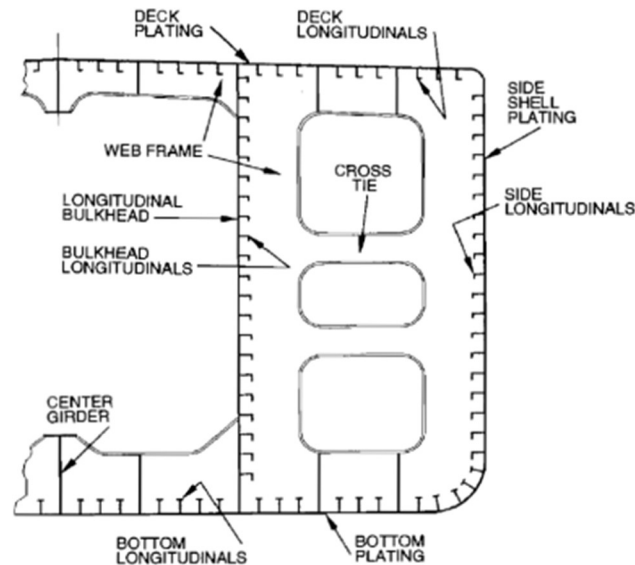 DECK
PLATING
DECK
LONGITUDINALS
SIDE
SHELL
PLATING
WEB FRAME
CROSS
TIE
LONGITUDINAL
BULKHEAD
SIDE
LONGITUDINALS
BULKHEAD
LONGITUDINALS
CENTER
GIRDER
BOTTOM
LONGITUDINALS
BOTTOM
PLATING